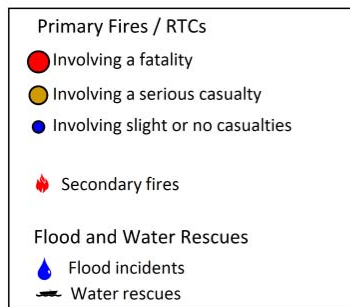 Primary Fires / RTCs
Involving a fatality
Involving a serious casualty
Involving slight or no casualties
Secondary fires
Flood and Water Rescues
Flood incidents
Water rescues